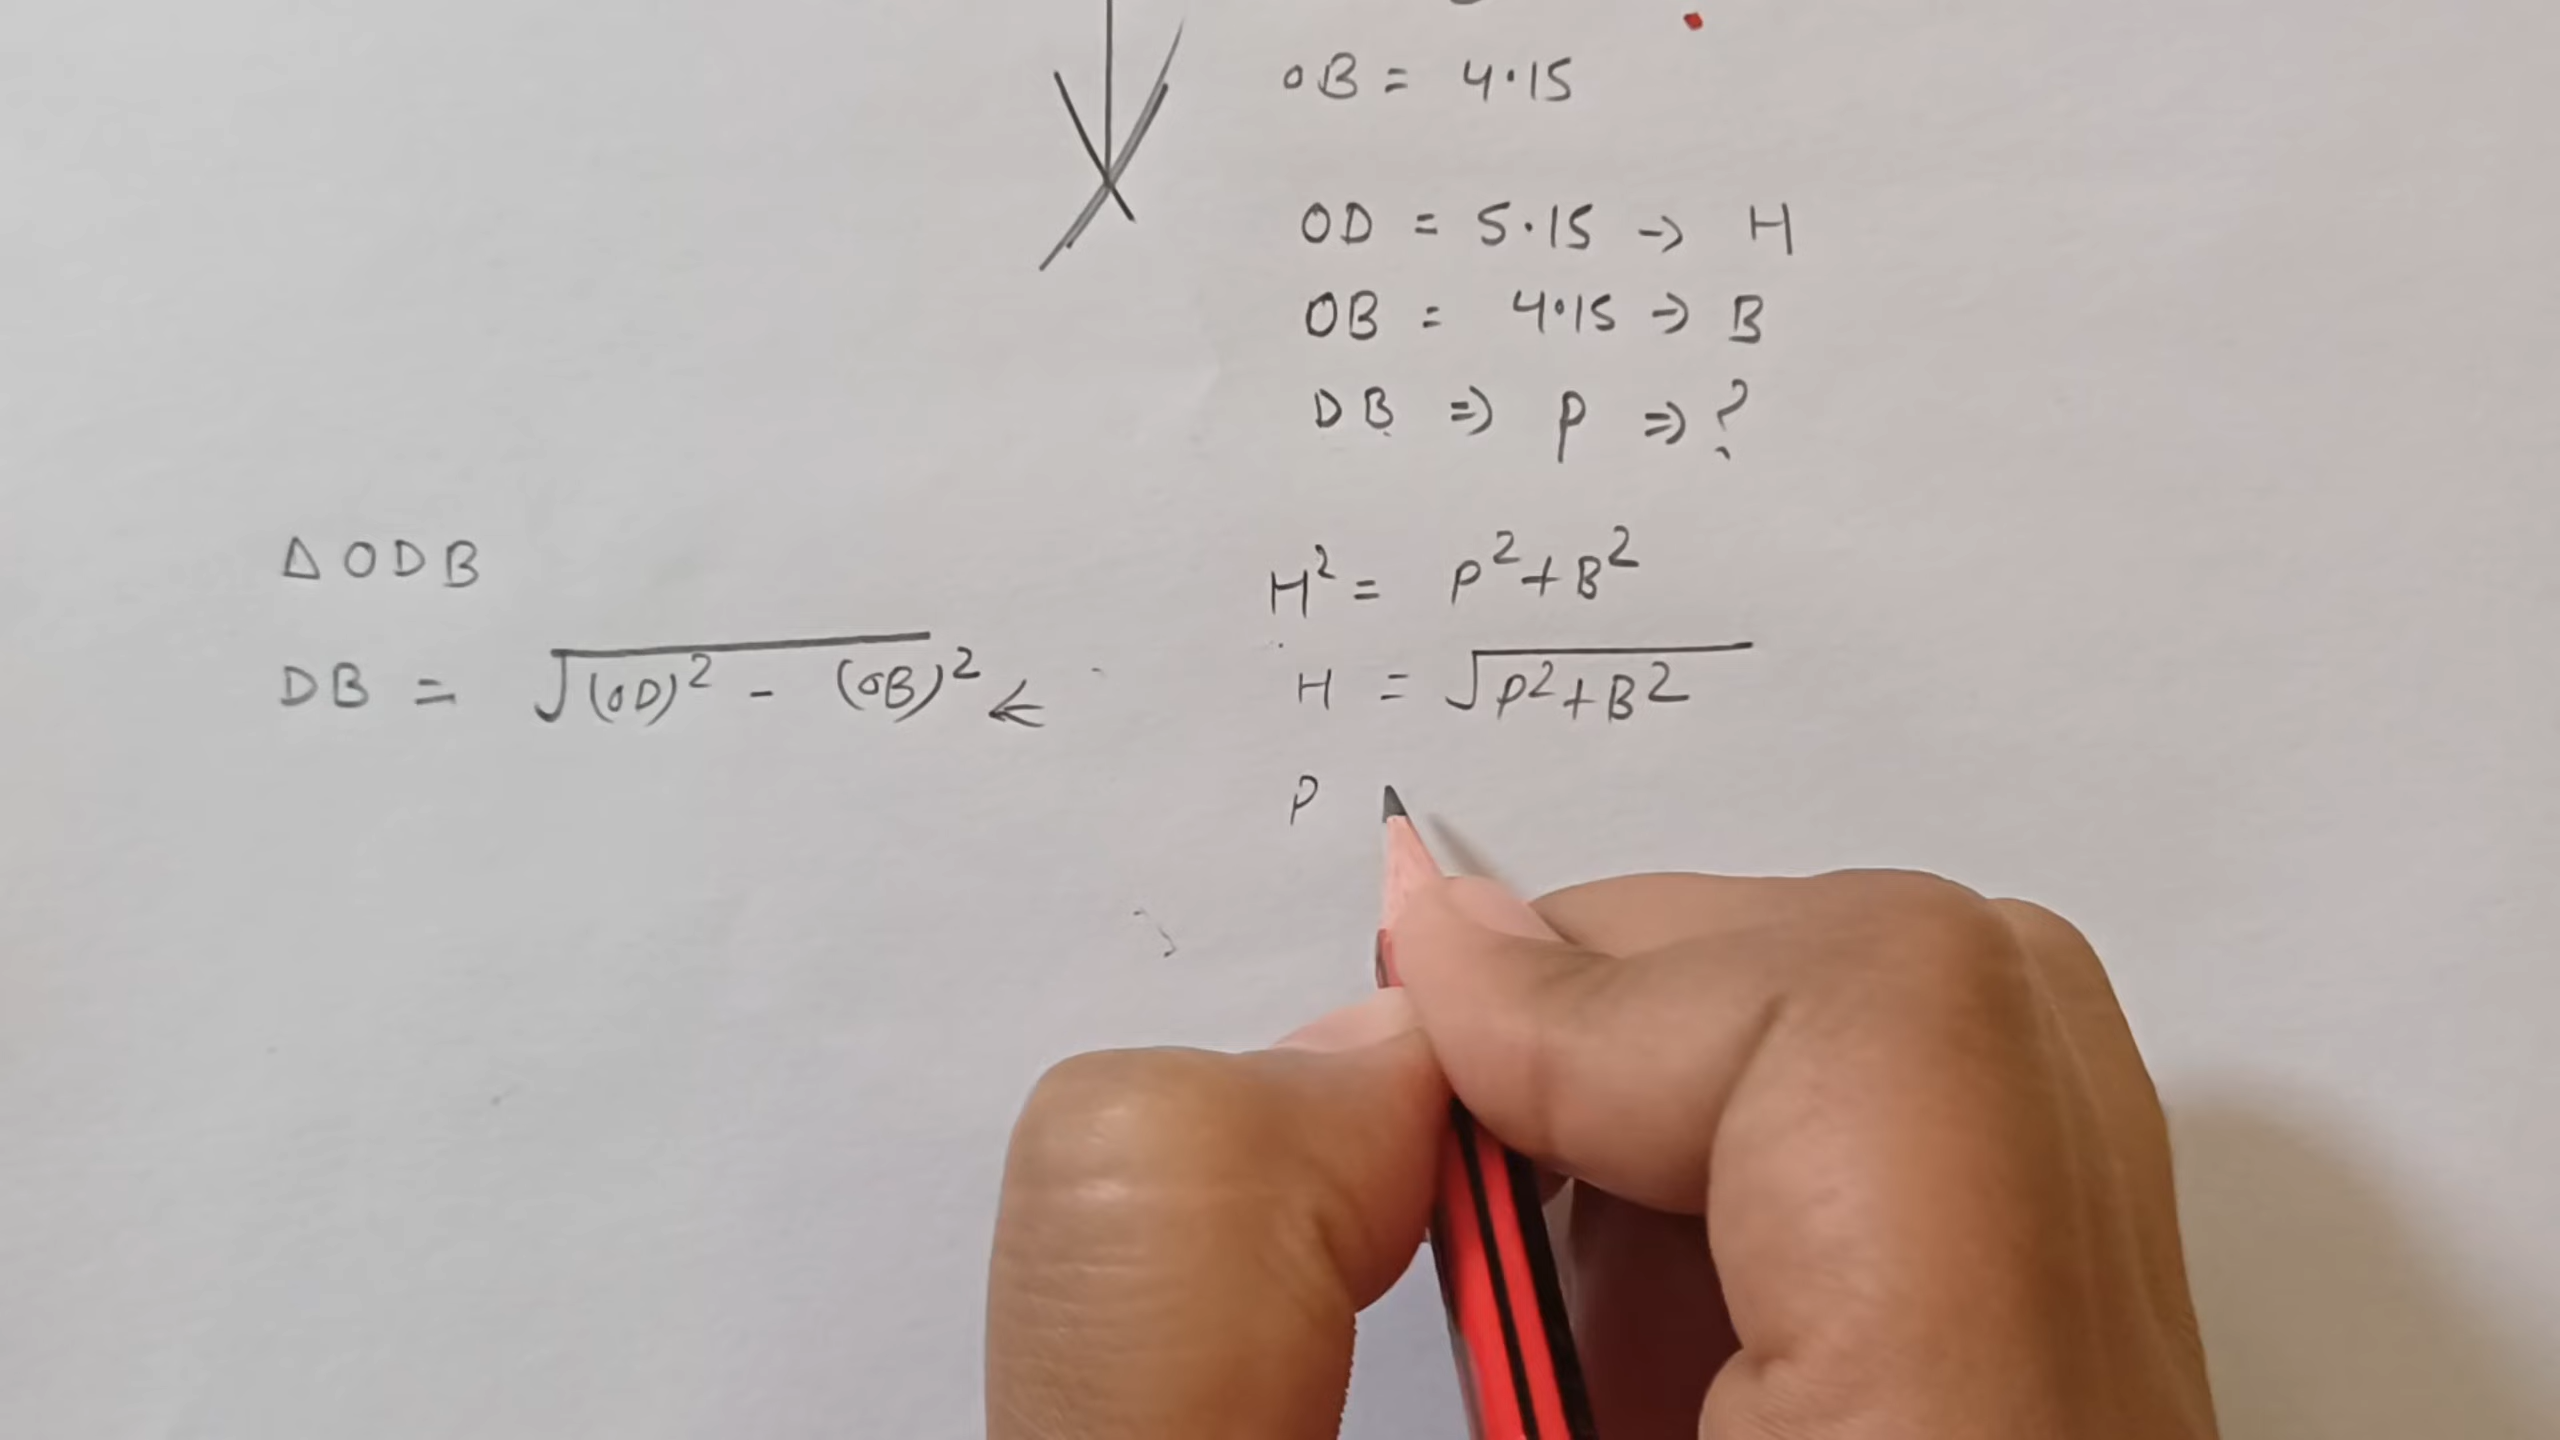 OB = 4.15
OD = 5.15 → H
OB = 4.15 → B
DB ⇒ P ⇒ ?
△ ODB
DB = √(OD)² - (OB)² ←
H² = P² + B²
H = √P² + B²
P